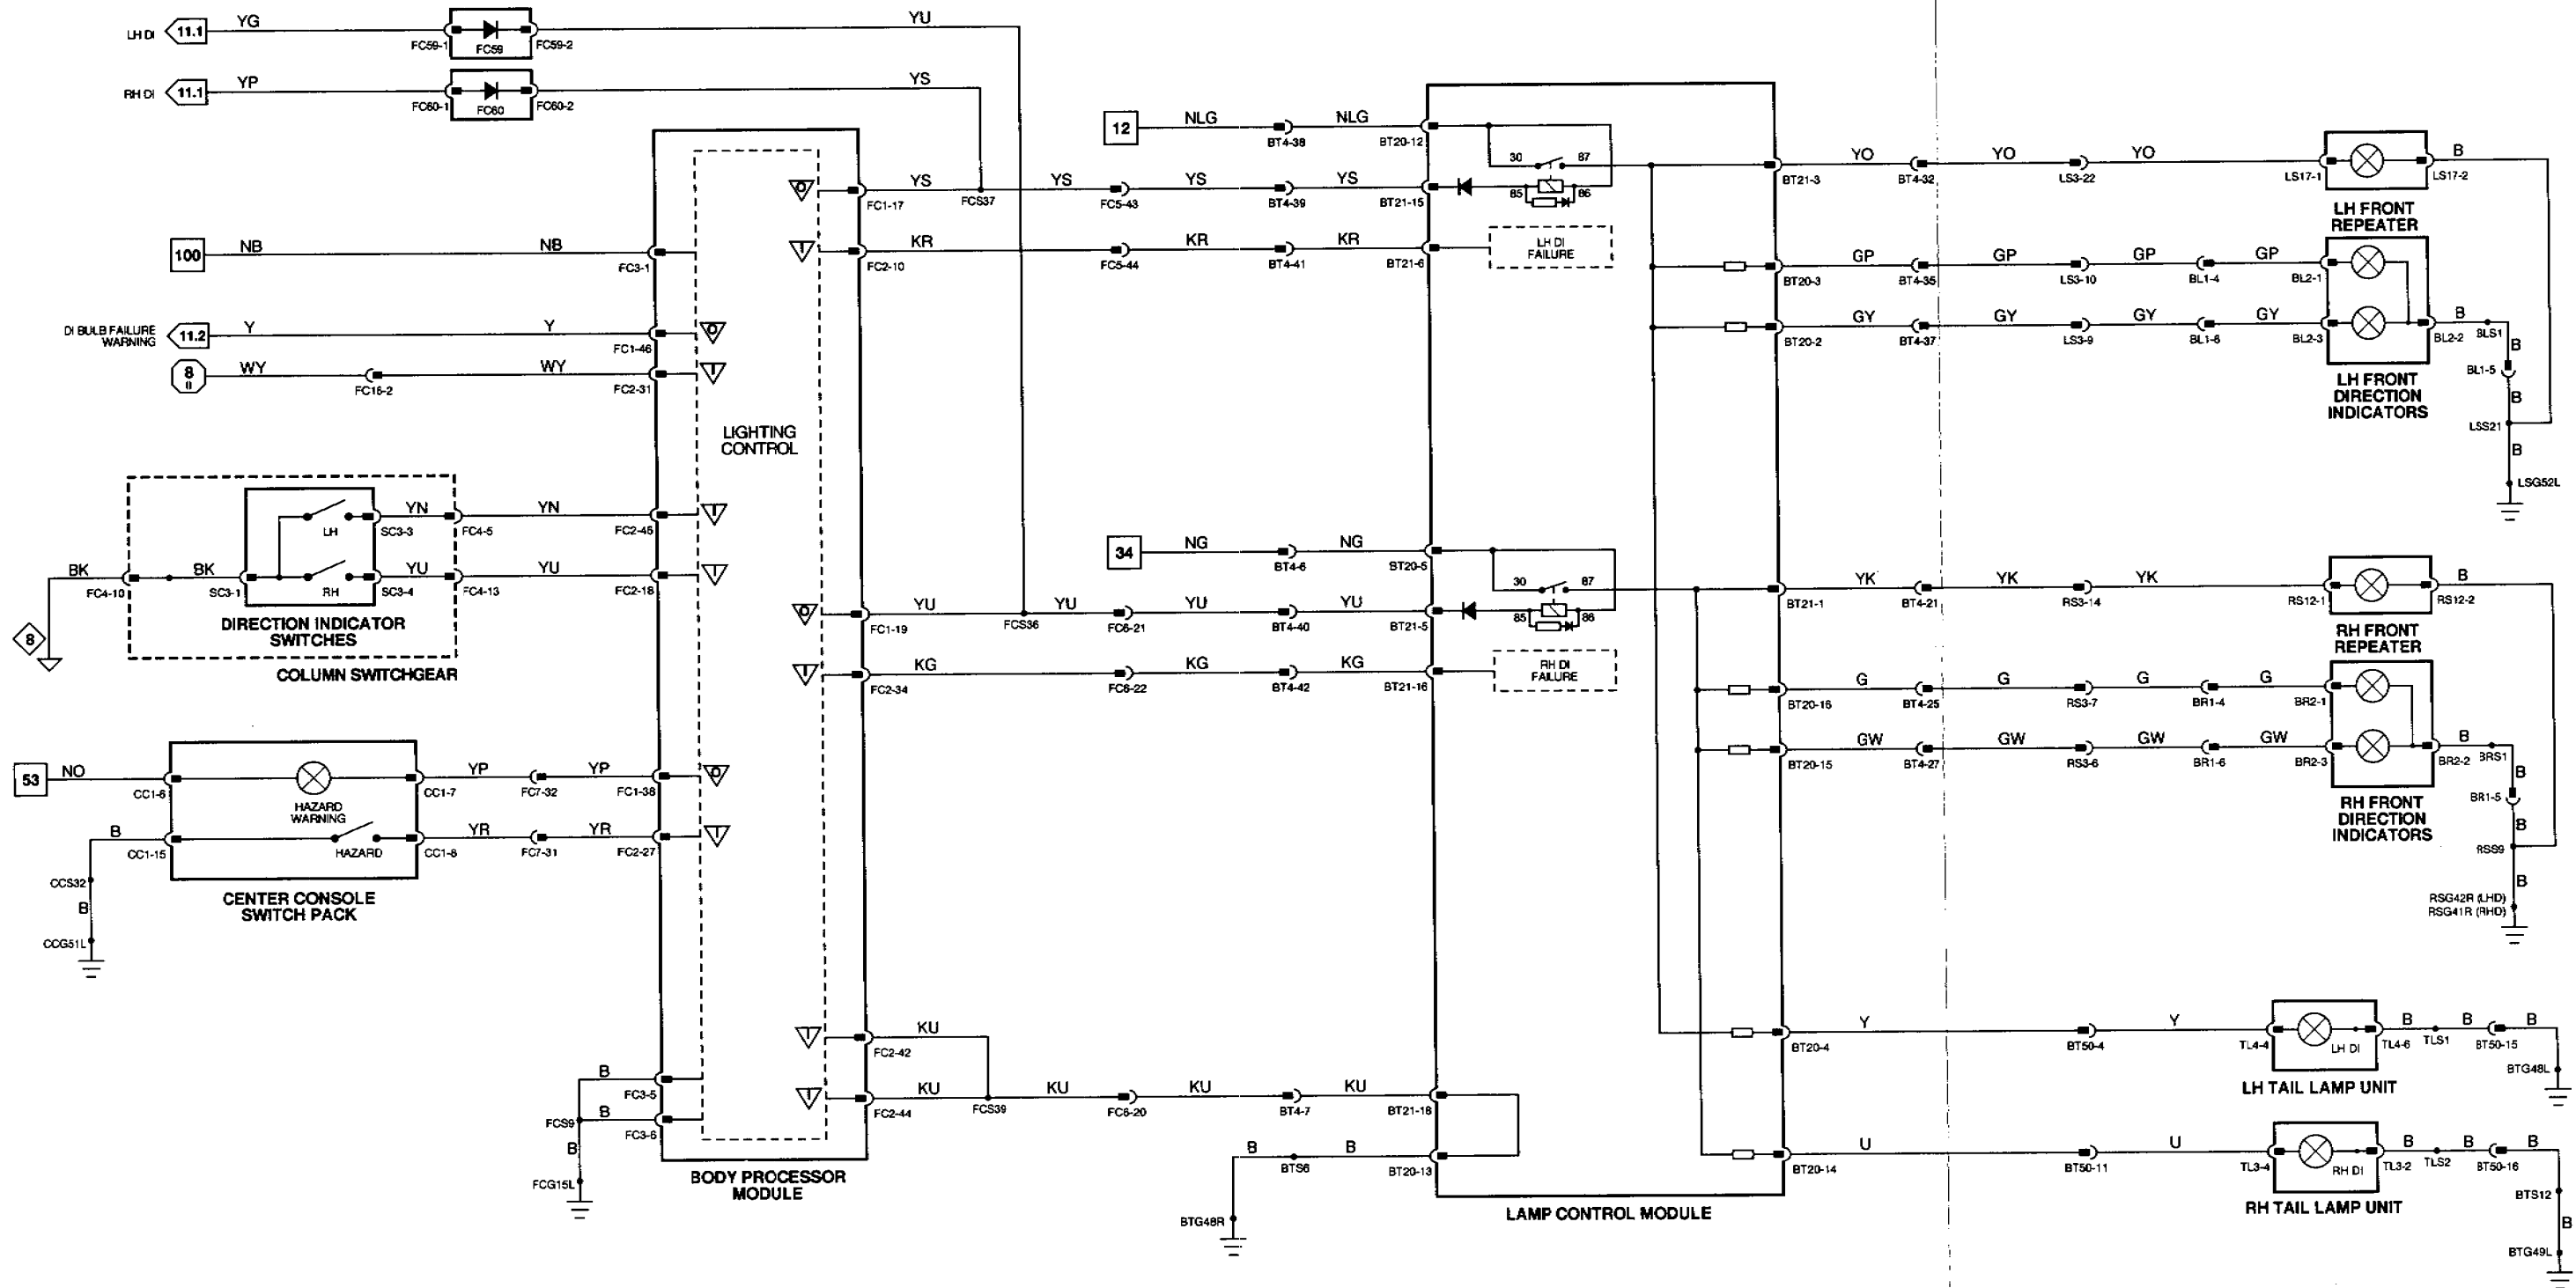 LH DI 11.1 YG FC59-1 FC59 FC59-2 YU
RH DI 11.1 YP FC60-1 FC60 FC60-2 YS
12 NLG BT4-38 NLG BT20-12
30 87
85 86
BT21-3 YO BT4-32 YO LS3-22 YO LS17-1 LS17-2 B
LH FRONT
REPEATER
FC1-17 YS FCS37 YS FC5-43 YS BT4-39 YS BT21-15
100 NB NB FC3-1
FC2-10 KR FC5-44 KR BT4-41 KR BT21-6
LH DI
FAILURE
BT20-3 GP BT4-35 GP LS3-10 GP BL1-4 GP BL2-1
BT20-2 GY BT4-37 GY LS3-9 GY BL1-6 GY BL2-3 BL2-2 B BLS1
B
BL1-5
B
LSS21
B
LSG52L
LH FRONT
DIRECTION
INDICATORS
DI BULB FAILURE
WARNING
11.2 Y Y FC1-46
O
I
8
II
WY FC16-2 WY FC2-31
LIGHTING
CONTROL
LH SC3-3 YN FC4-5 YN FC2-45
BK FC4-10 BK SC3-1 RH SC3-4 YU FC4-13 YU FC2-18
8
DIRECTION INDICATOR
SWITCHES
COLUMN SWITCHGEAR
34 NG BT4-6 NG BT20-5
30 87
85 86
BT21-1 YK BT4-21 YK RS3-14 YK RS12-1 RS12-2 B
RH FRONT
REPEATER
FC1-19 YU FCS36 YU FC6-21 YU BT4-40 YU BT21-5
FC2-34 KG FC6-22 KG BT4-42 KG BT21-16
RH DI
FAILURE
BT20-16 G BT4-25 G RS3-7 G BR1-4 G BR2-1
BT20-15 GW BT4-27 GW RS3-6 GW BR1-6 GW BR2-3 BR2-2 B BRS1
B
BR1-5
B
RSS9
B
RSG42R (LHD)
RSG41R (RHD)
RH FRONT
DIRECTION
INDICATORS
53 NO CC1-6 CC1-7 YP FC7-32 YP FC1-38
HAZARD
WARNING
B CC1-15 HAZARD CC1-8 YR FC7-31 YR FC2-27
CCS32
B
CCG51L
CENTER CONSOLE
SWITCH PACK
FC2-42 KU
FC2-44 KU FCS39 KU FC6-20 KU BT4-7 KU BT21-18
B FC3-5
FCS9 B FC3-6
B
FCG15L
BODY PROCESSOR
MODULE
B BTS6 B BT20-13
BTG48R
LAMP CONTROL MODULE
BT20-4 Y BT50-4 Y TL4-4 LH DI TL4-6 B TLS1 B BT50-15 B
BTG48L
LH TAIL LAMP UNIT
BT20-14 U BT50-11 U TL3-4 RH DI TL3-2 B TLS2 B BT50-16 B
BTS12
B
BTG49L
RH TAIL LAMP UNIT